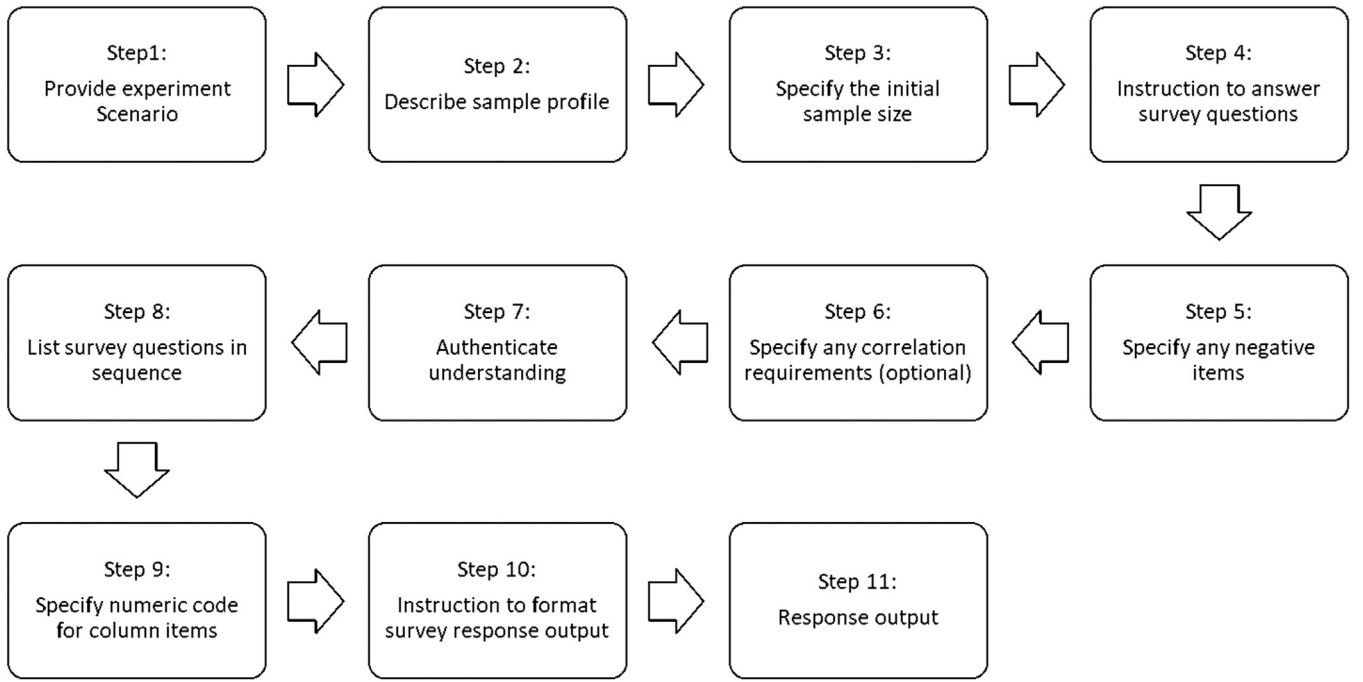 Step1:
Provide experiment
Scenario
Step 2:
Describe sample profile
Step 3:
Specify the initial
sample size
Step 4:
Instruction to answer
survey questions
Step 5:
Specify any negative
items
Step 6:
Specify any correlation
requirements (optional)
Step 7:
Authenticate
understanding
Step 8:
List survey questions in
sequence
Step 9:
Specify numeric code
for column items
Step 10:
Instruction to format
survey response output
Step 11:
Response output